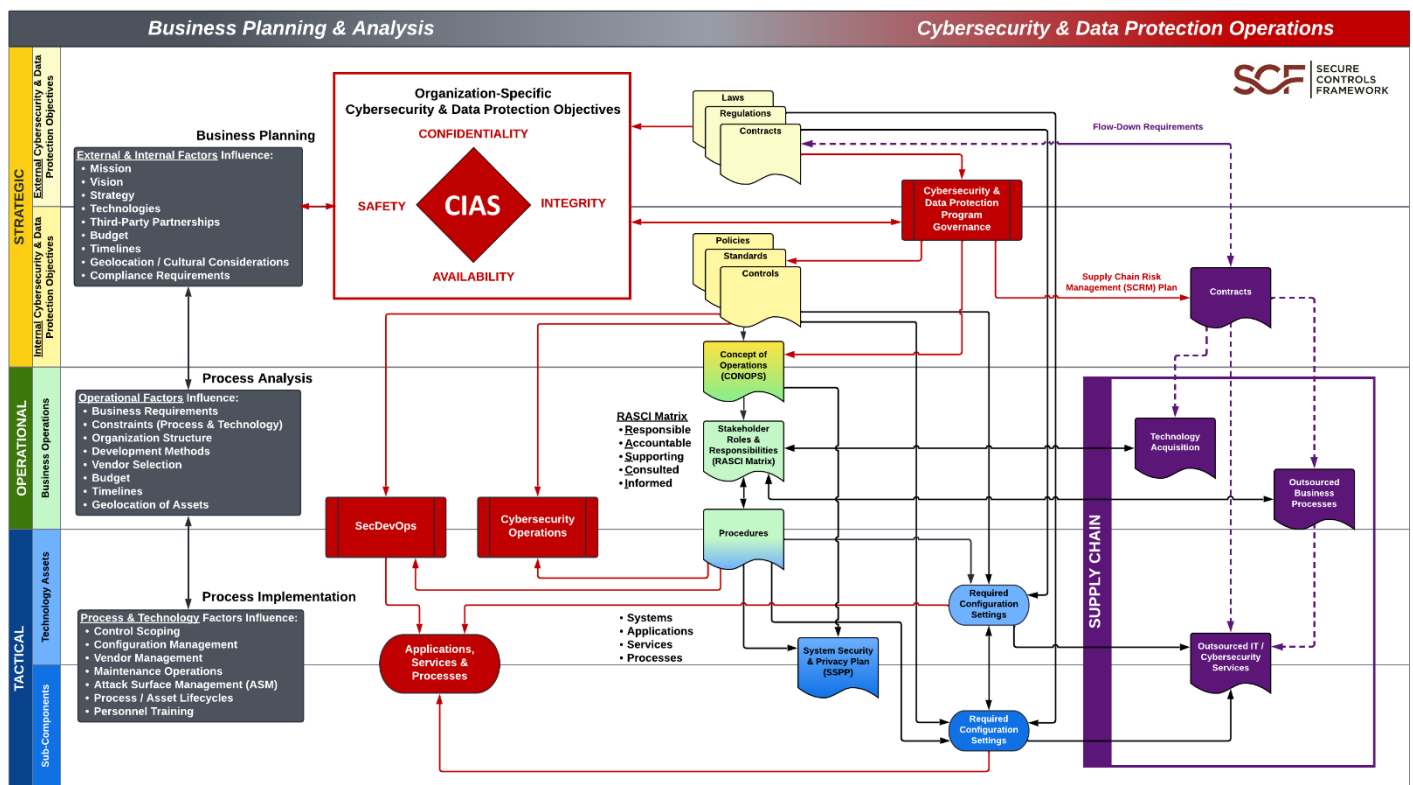 Business Planning & Analysis
Cybersecurity & Data Protection Operations
STRATEGIC
OPERATIONAL
TACTICAL
External Cybersecurity & Data
Protection Objectives
Internal Cybersecurity & Data
Protection Objectives
Business Operations
Technology Assets
Sub-Components
SCF
SECURE
CONTROLS
FRAMEWORK
Business Planning
External & Internal Factors Influence:
• Mission
• Vision
• Strategy
• Technologies
• Third-Party Partnerships
• Budget
• Timelines
• Geolocation / Cultural Considerations
• Compliance Requirements
Organization-Specific
Cybersecurity & Data Protection Objectives
CONFIDENTIALITY
SAFETY
CIAS
INTEGRITY
AVAILABILITY
Laws
Regulations
Contracts
Flow-Down Requirements
Cybersecurity &
Data Protection
Program
Governance
Policies
Standards
Controls
Supply Chain Risk
Management (SCRM) Plan
Contracts
Concept of
Operations
(CONOPS)
Process Analysis
Operational Factors Influence:
• Business Requirements
• Constraints (Process & Technology)
• Organization Structure
• Development Methods
• Vendor Selection
• Budget
• Timelines
• Geolocation of Assets
RASCI Matrix
• Responsible
• Accountable
• Supporting
• Consulted
• Informed
Stakeholder
Roles &
Responsibilities
(RASCI Matrix)
Technology
Acquisition
Outsourced
Business
Processes
SUPPLY CHAIN
SecDevOps
Cybersecurity
Operations
Procedures
Process Implementation
Process & Technology Factors Influence:
• Control Scoping
• Configuration Management
• Vendor Management
• Maintenance Operations
• Attack Surface Management (ASM)
• Process / Asset Lifecycles
• Personnel Training
Applications,
Services &
Processes
• Systems
• Applications
• Services
• Processes
System Security
& Privacy Plan
(SSPP)
Required
Configuration
Settings
Outsourced IT /
Cybersecurity
Services
Required
Configuration
Settings